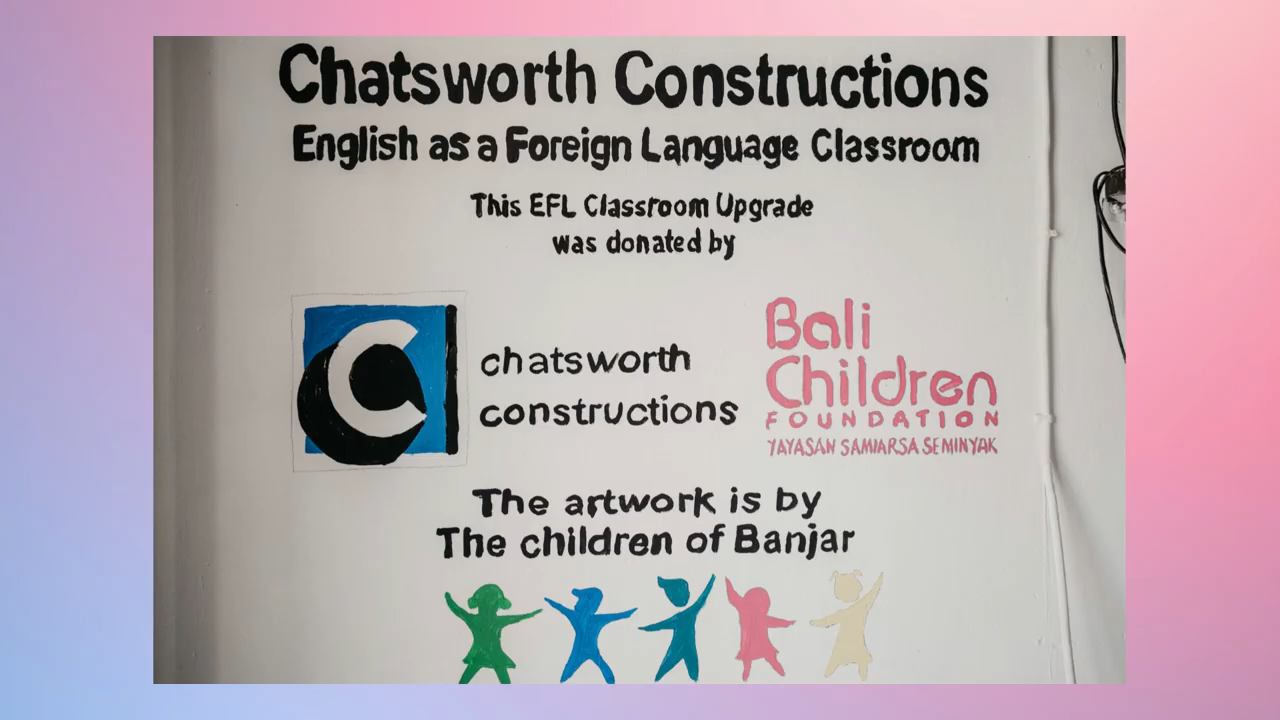 Chatsworth Constructions
English as a Foreign Language Classroom
This EFL Classroom Upgrade
was donated by
chatsworth
constructions
Bali
Children
FOUNDATION
YAYASAN SAMIARSA SEMINYAK
The artwork is by
The children of Banjar